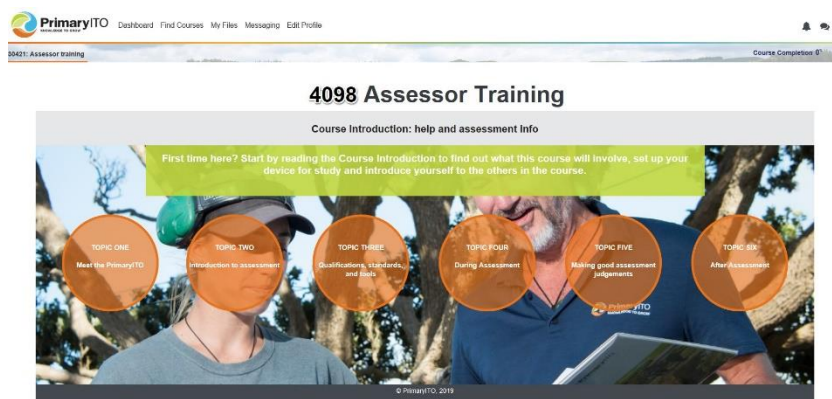 PrimaryITO Dashboard Find Courses My Files Messaging Edit Profile
KNOWLEDGE TO GROW
: Assessor training Course Completion
4098 Assessor Training
Course Introduction: help and assessment Info
First time here? Start by reading the Course Introduction to find out what this course will involve, set up your
device for study and introduce yourself to the others in the course.
TOPIC ONE
Meet the PrimaryITO
TOPIC TWO
Introduction to assessment
TOPIC THREE
Qualifications, standards,
and tools
TOPIC FOUR
During Assessment
TOPIC FIVE
Making good assessment
judgements
TOPIC SIX
After Assessment
PrimaryITO
© PrimaryITO, 2019